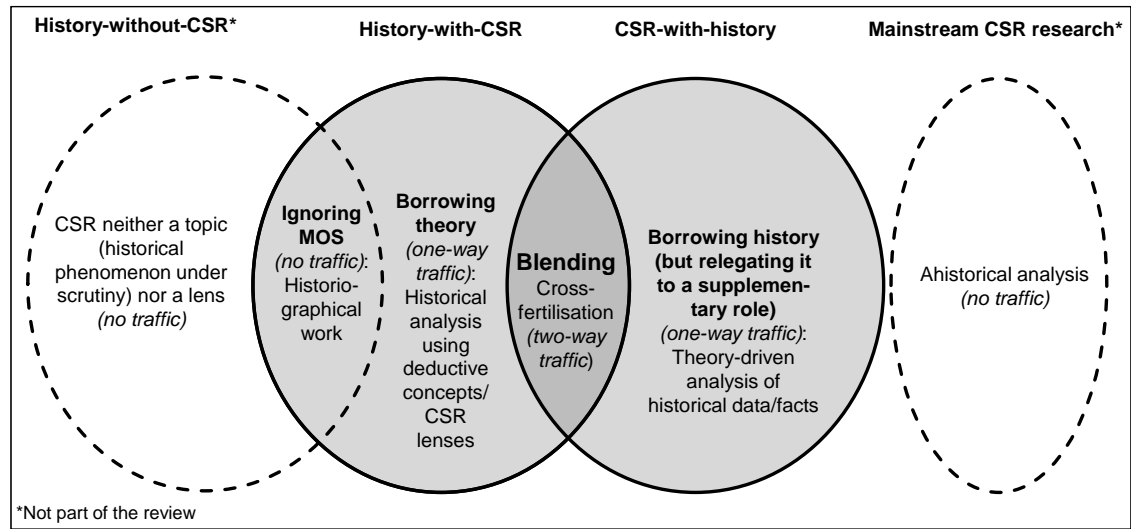 History-without-CSR*
History-with-CSR
CSR-with-history
Mainstream CSR research*
CSR neither a topic
(historical
phenomenon under
scrutiny) nor a lens
(no traffic)
Ignoring
MOS
(no traffic):
Historio-
graphical
work
Borrowing
theory
(one-way
traffic):
Historical
analysis
using
deductive
concepts/
CSR
lenses
Blending
Cross-
fertilisation
(two-way
traffic)
Borrowing history
(but relegating it
to a supplemen-
tary role)
(one-way traffic):
Theory-driven
analysis of
historical data/facts
Ahistorical analysis
(no traffic)
*Not part of the review